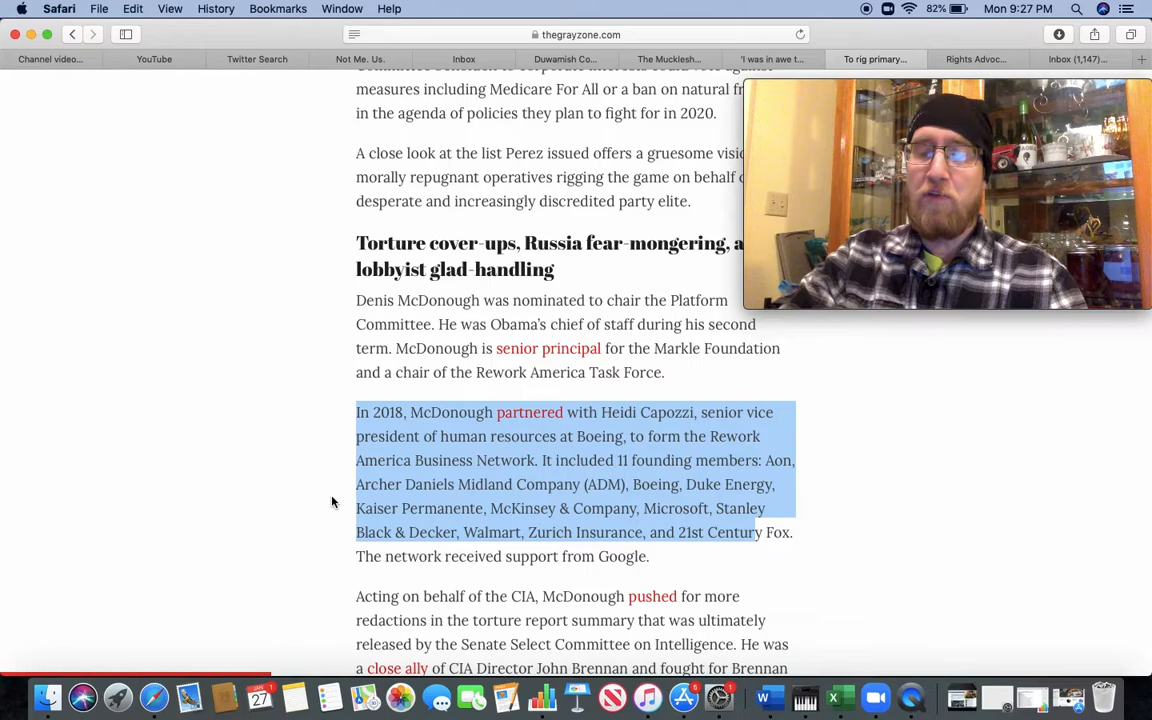 Safari File Edit View History Bookmarks Window Help 82% Mon 9:27 PM
thegrayzone.com
Channel video... YouTube Twitter Search Not Me. Us. Inbox Duwamish Co... The Mucklesh... 'I was in awe t... To rig primary... Rights Advoc... Inbox (1,147)...
measures including Medicare For All or a ban on natural
in the agenda of policies they plan to fight for in 2020.
A close look at the list Perez issued offers a gruesome
morally repugnant operatives rigging the game on behalf
desperate and increasingly discredited party elite.
Torture cover-ups, Russia fear-mongering,
lobbyist glad-handling
Denis McDonough was nominated to chair the Platform
Committee. He was Obama's chief of staff during his second
term. McDonough is senior principal for the Markle Foundation
and a chair of the Rework America Task Force.
In 2018, McDonough partnered with Heidi Capozzi, senior vice
president of human resources at Boeing, to form the Rework
America Business Network. It included 11 founding members: Aon,
Archer Daniels Midland Company (ADM), Boeing, Duke Energy,
Kaiser Permanente, McKinsey & Company, Microsoft, Stanley
Black & Decker, Walmart, Zurich Insurance, and 21st Century Fox.
The network received support from Google.
Acting on behalf of the CIA, McDonough pushed for more
redactions in the torture report summary that was ultimately
released by the Senate Select Committee on Intelligence. He was
a close ally of CIA Director John Brennan and fought for Brennan